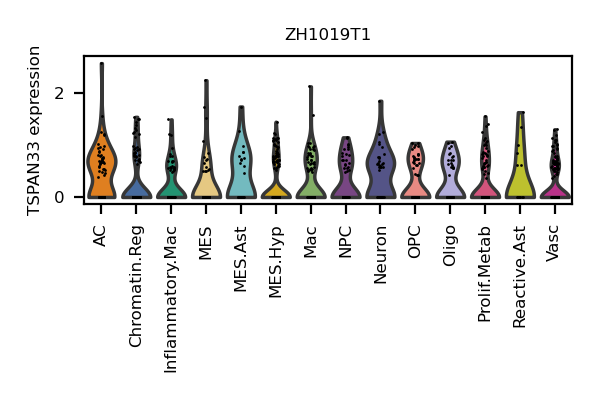 ZH1019T1
TSPAN33 expression
2
0
AC
Chromatin.Reg
Inflammatory.Mac
MES
MES.Ast
MES.Hyp
Mac
NPC
Neuron
OPC
Oligo
Prolif.Metab
Reactive.Ast
Vasc